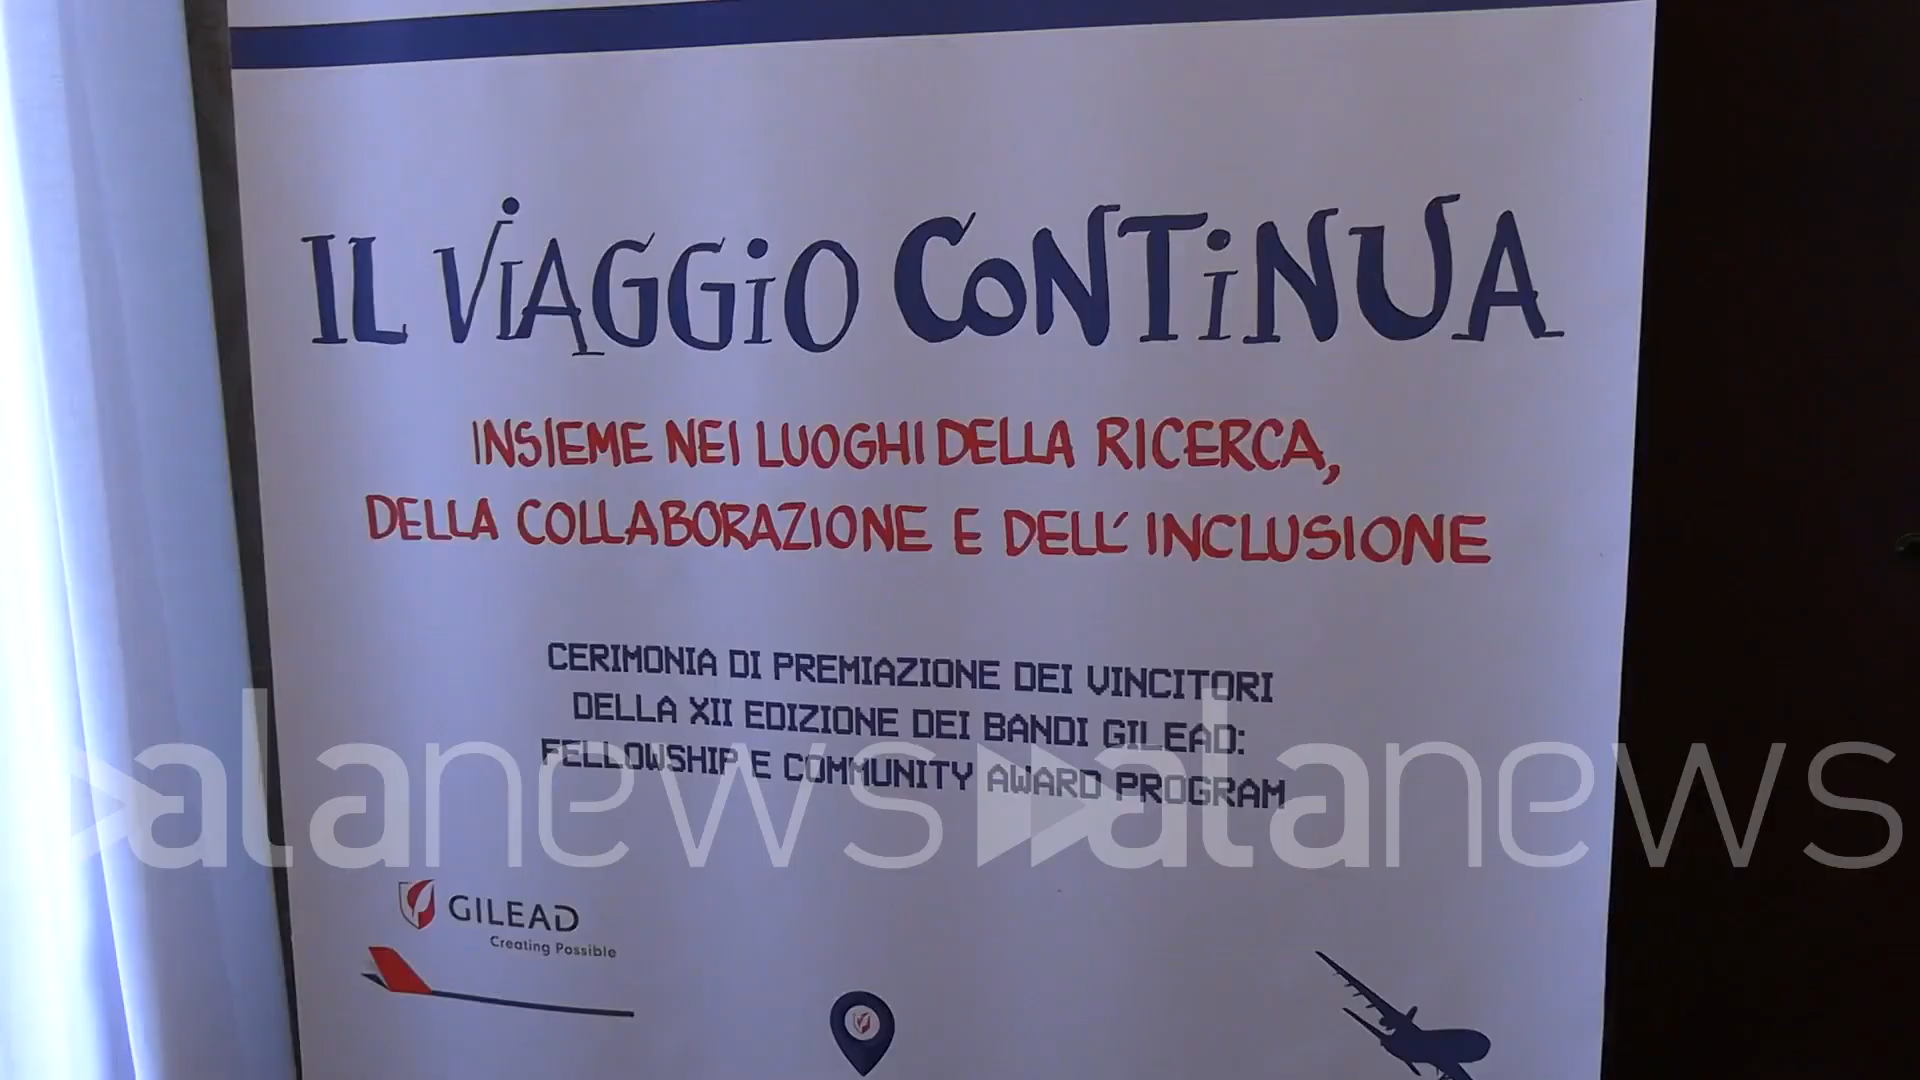 IL VIAGGIO CONTINUA
INSIEME NEI LUOGHI DELLA RICERCA,
DELLA COLLABORAZIONE E DELL' INCLUSIONE
CERIMONIA DI PREMIAZIONE DEI VINCITORI
DELLA XII EDIZIONE DEI BANDI GILEAD:
FELLOWSHIP E COMMUNITY AWARD PROGRAM
alanews alanews
GILEAD
Creating Possible